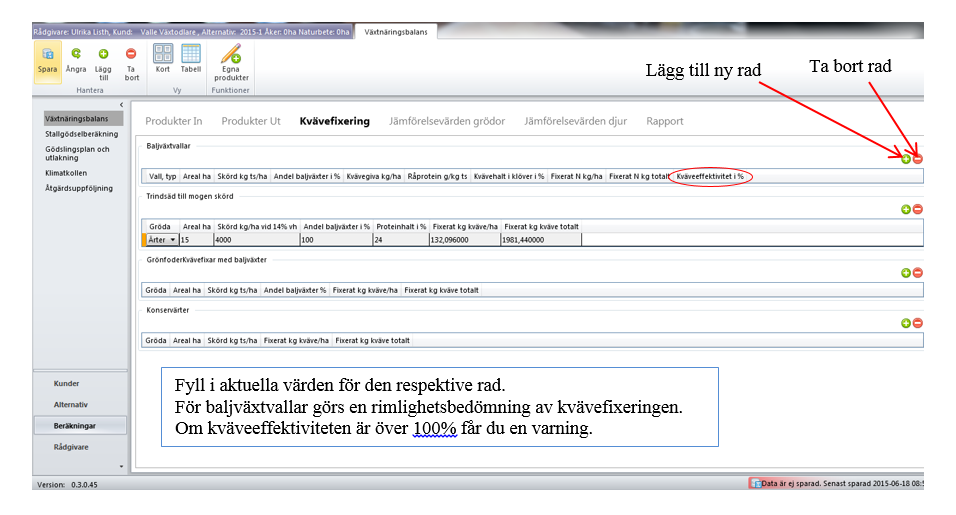 Rådgivare: Ulrika Listh, Kund: Valle Växtodlare , Alternativ: 2015-1 Åker: 0ha Naturbete: 0ha Växtnäringsbalans
Spara Ångra Lägg till Ta bort Kort Tabell Egna produkter
Hantera Vy Funktioner
Lägg till ny rad Ta bort rad
Växtnäringsbalans
Stallgödselberäkning
Gödslingsplan och
utlakning
Klimatkollen
Åtgärdsuppföljning
Produkter In Produkter Ut Kvävefixering Jämförelsevärden grödor Jämförelsevärden djur Rapport
Baljväxtvallar
Vall, typ Areal ha Skörd kg ts/ha Andel baljväxter i % Kvävegiva kg/ha Råprotein g/kg ts Kvävehalt i klöver i % Fixerat N kg/ha Fixerat N kg totalt Kväveeffektivitet i %
Trindsäd till mogen skörd
Gröda Areal ha Skörd kg/ha vid 14% vh Andel baljväxter i % Proteinhalt i % Fixerat kg kväve/ha Fixerat kg kväve totalt
Ärter 15 4000 100 24 132,096000 1981,440000
GrönfoderKvävefixar med baljväxter
Gröda Areal ha Skörd kg ts/ha Andel baljväxter % Fixerat kg kväve/ha Fixerat kg kväve totalt
Konservärter
Gröda Areal ha Skörd kg ts/ha Fixerat kg kväve/ha Fixerat kg kväve totalt
Fyll i aktuella värden för den respektive rad.
För baljväxtvallar görs en rimlighetsbedömning av kvävefixeringen.
Om kväveeffektiviteten är över 100% får du en varning.
Kunder
Alternativ
Beräkningar
Rådgivare
Version: 0.3.0.45 Data är ej sparad. Senast sparad 2015-06-18 08: